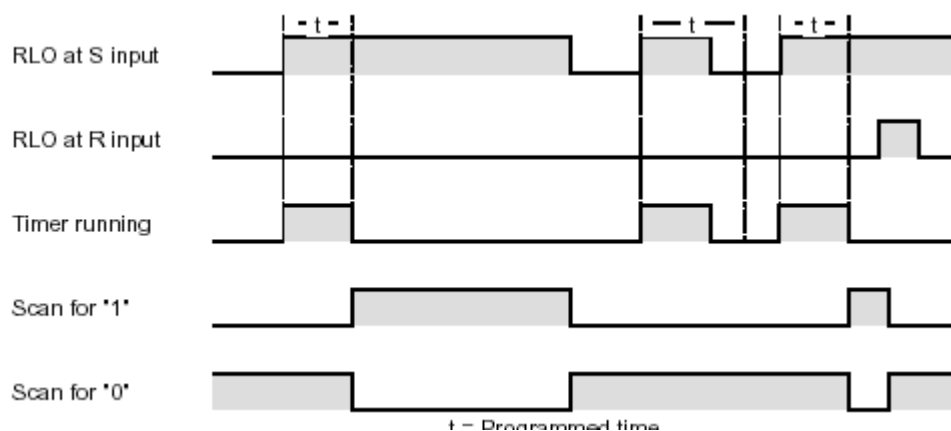 t t t
RLO at S input
RLO at R input
Timer running
Scan for "1"
Scan for "0"
t = Programmed time